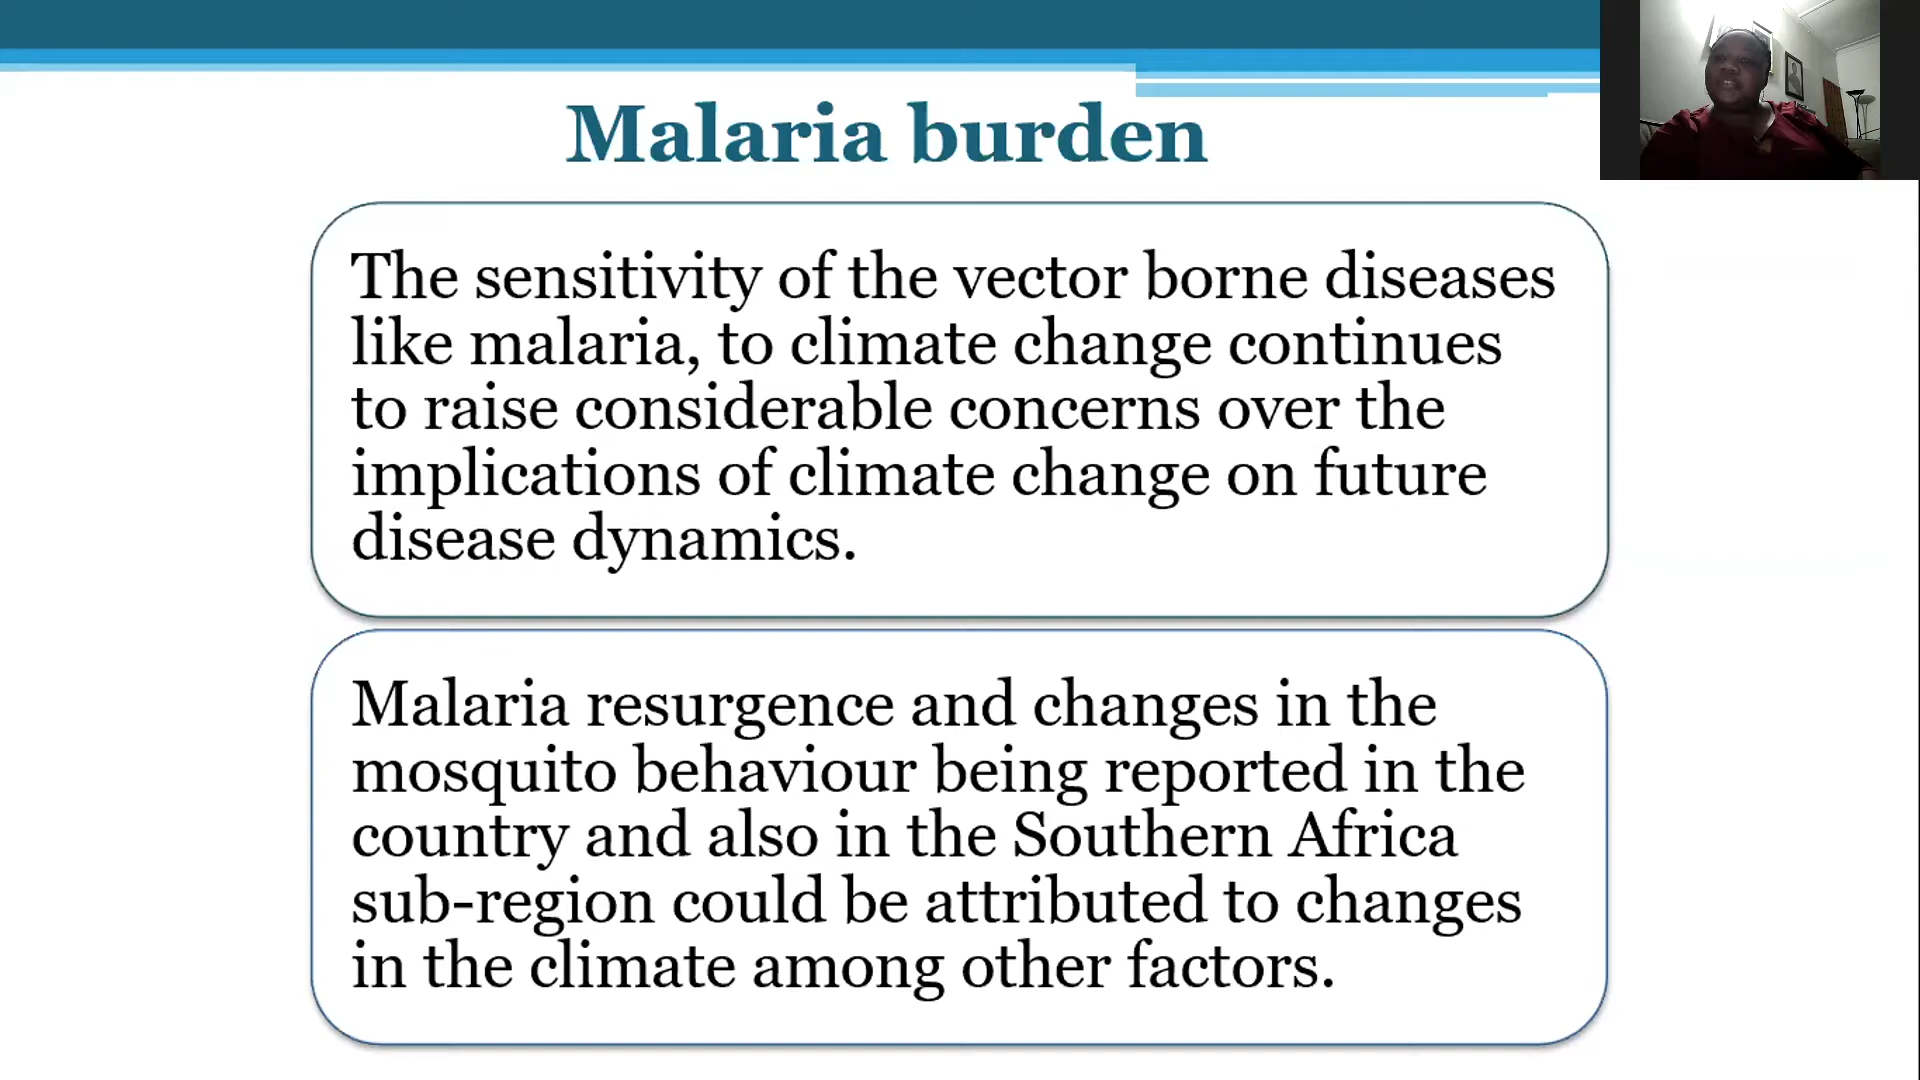 Malaria burden
The sensitivity of the vector borne diseases
like malaria, to climate change continues
to raise considerable concerns over the
implications of climate change on future
disease dynamics.
Malaria resurgence and changes in the
mosquito behaviour being reported in the
country and also in the Southern Africa
sub-region could be attributed to changes
in the climate among other factors.